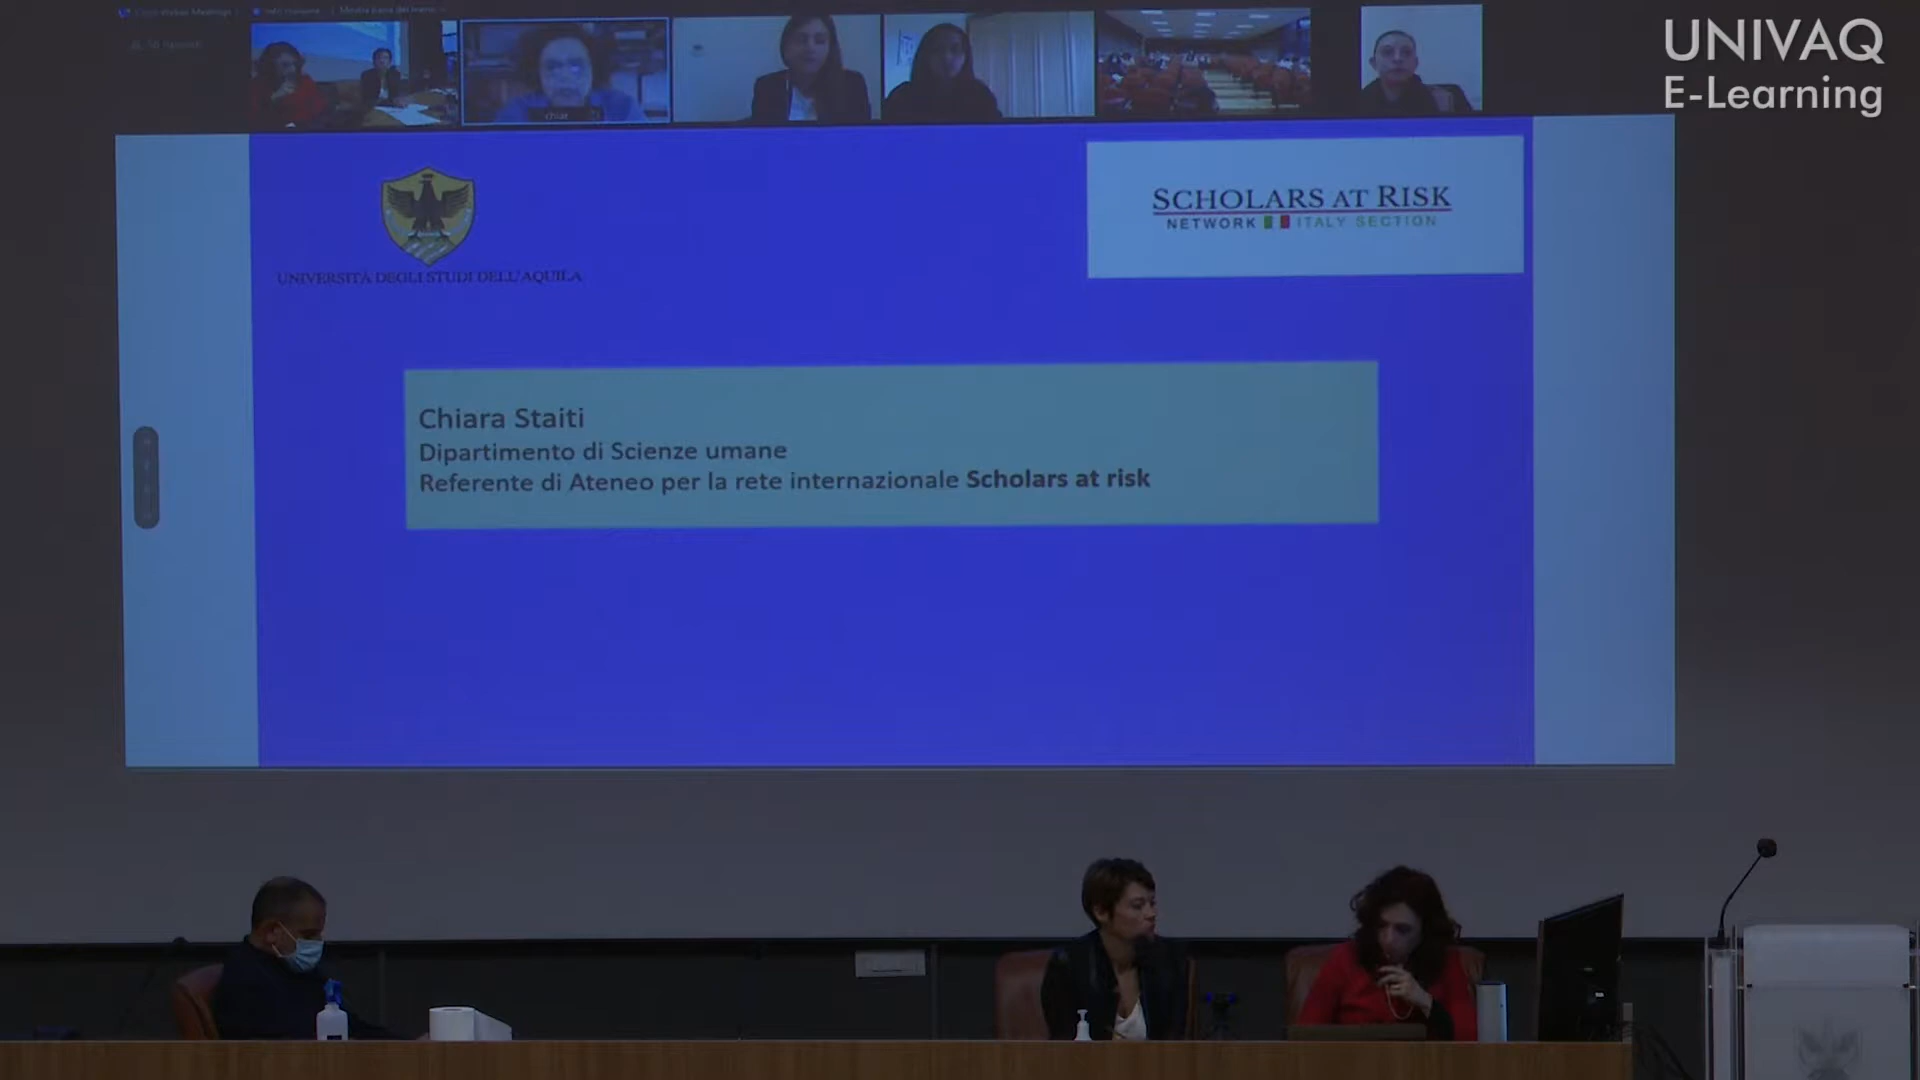 UNIVAQ
E-Learning
chiar
SCHOLARS AT RISK
NETWORK ITALY SECTION
UNIVERSITÀ DEGLI STUDI DELL'AQUILA
Chiara Staiti
Dipartimento di Scienze umane
Referente di Ateneo per la rete internazionale Scholars at risk